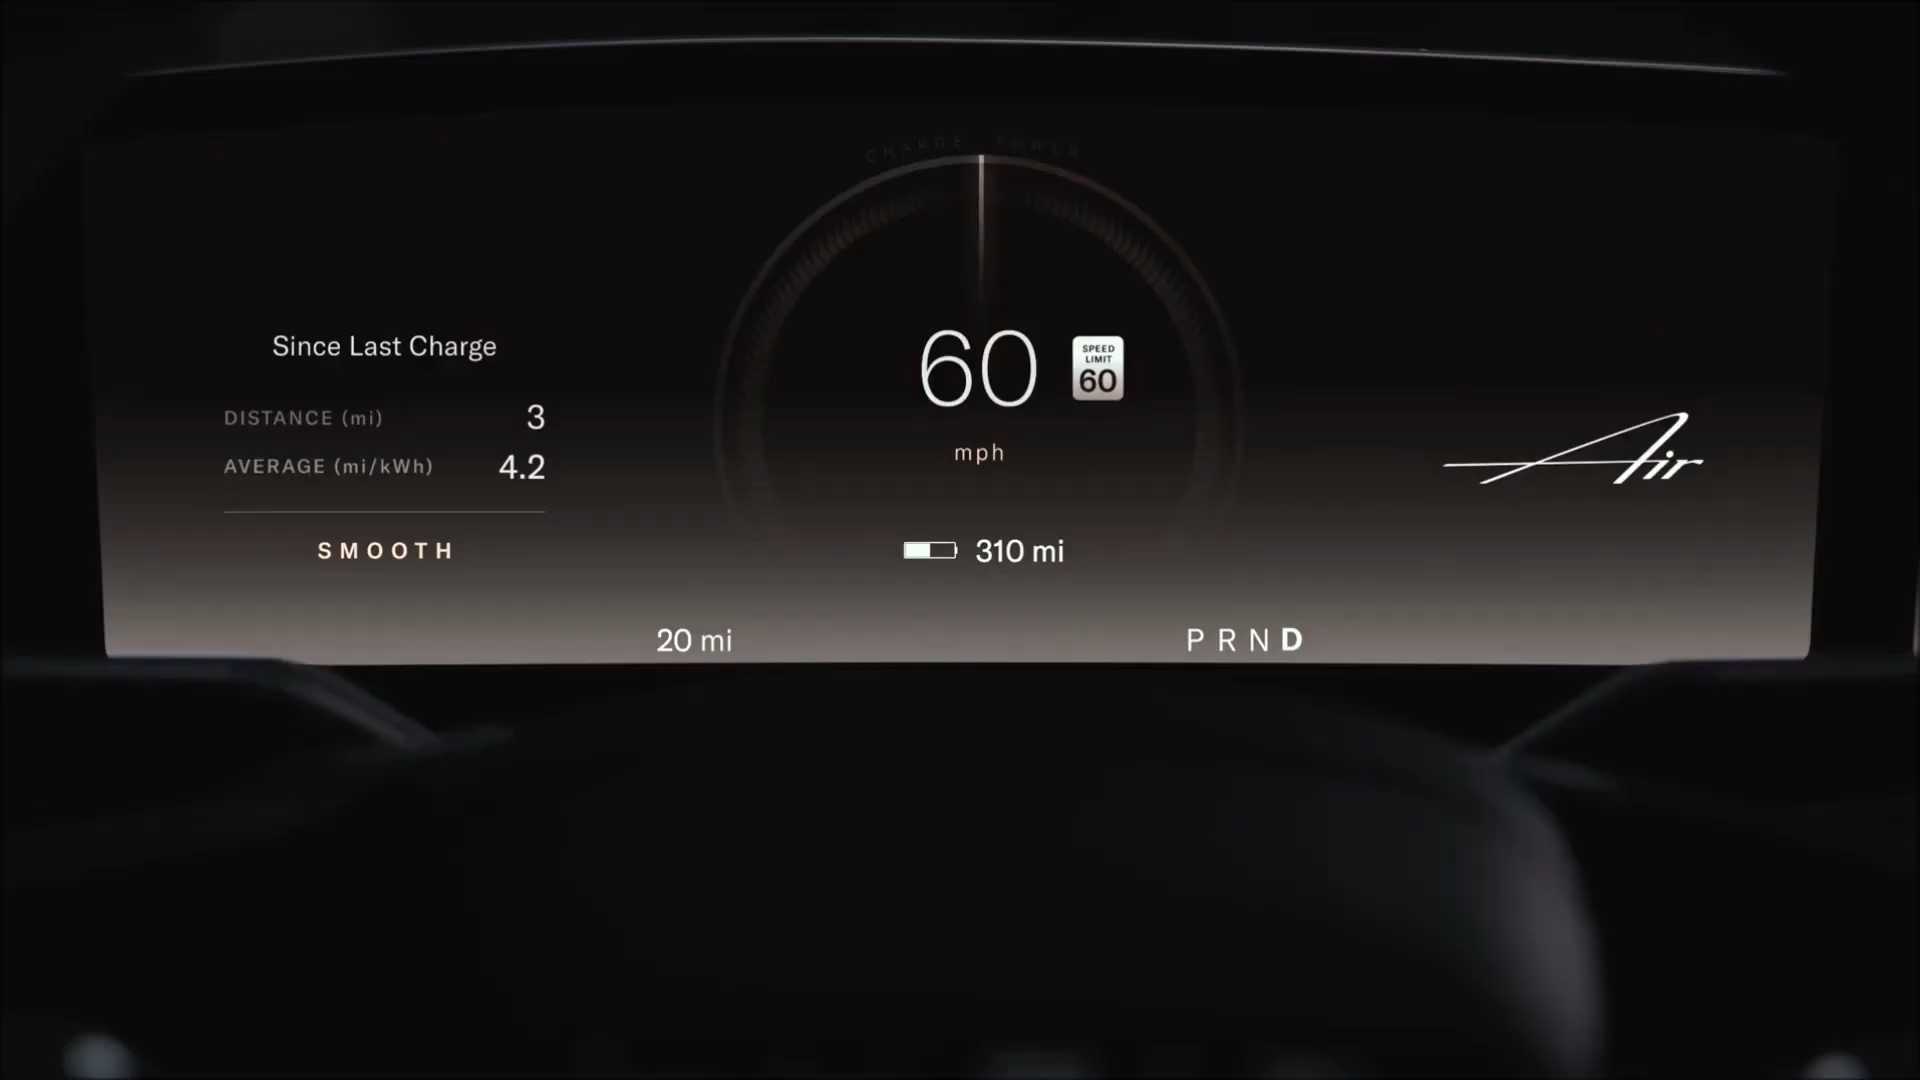 CHARGE POWER
Since Last Charge
DISTANCE (mi) 3
AVERAGE (mi/kWh) 4.2
SMOOTH
60
SPEED
LIMIT
60
mph
310 mi
Air
20 mi
P R N D